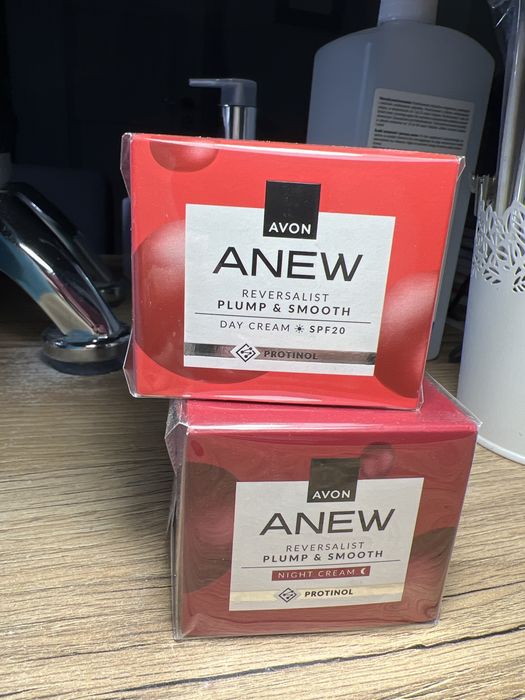 AVON
ANEW
REVERSALIST
PLUMP & SMOOTH
DAY CREAM ☀ SPF20
PROTINOL
AVON
ANEW
REVERSALIST
PLUMP & SMOOTH
NIGHT CREAM ☾
PROTINOL